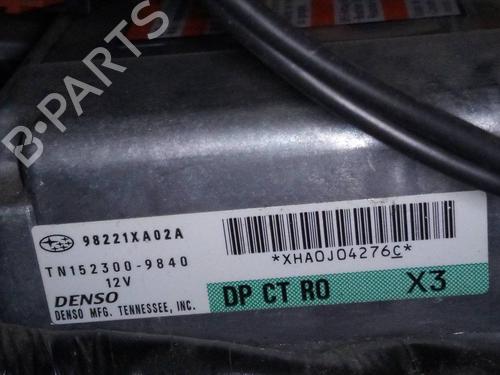 B-PARTS
98221XA02A
TN152300-9840
12V
DENSO
DENSO MFG. TENNESSEE, INC.
*XHA0J04276C*
DP CT R0
X3